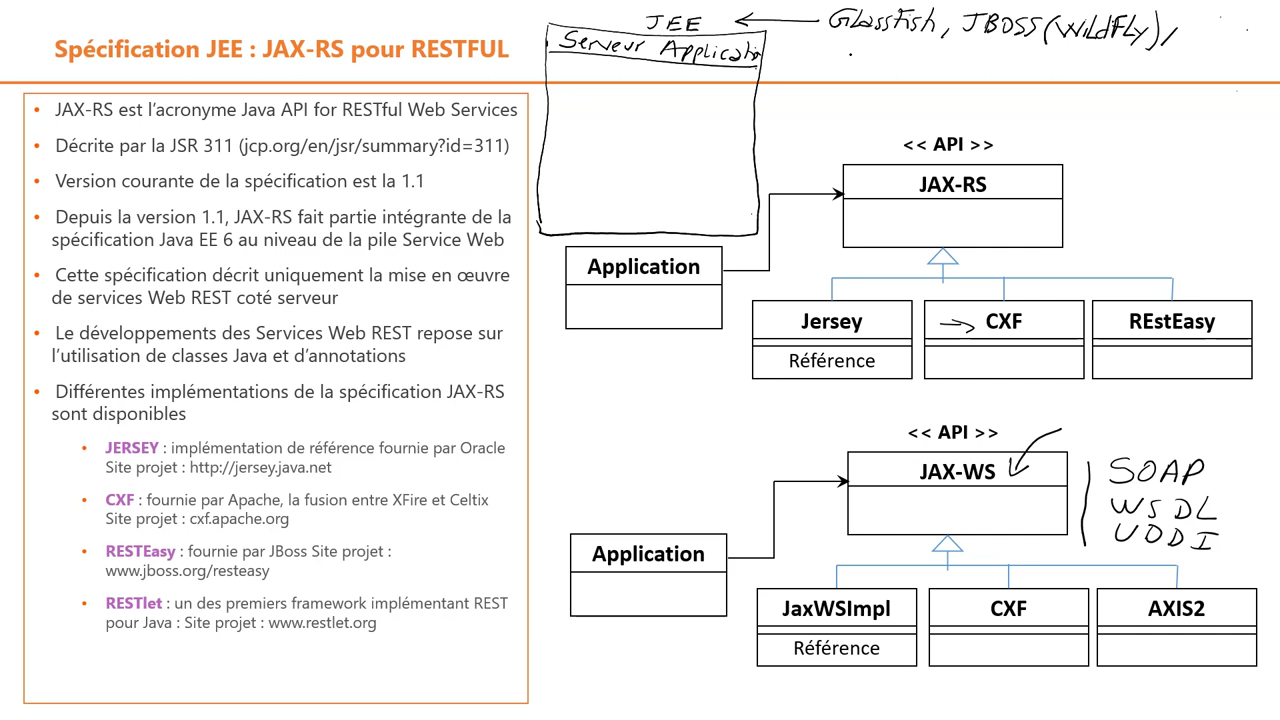 Spécification JEE : JAX-RS pour RESTFUL
• JAX-RS est l'acronyme Java API for RESTful Web Services
• Décrite par la JSR 311 (jcp.org/en/jsr/summary?id=311)
• Version courante de la spécification est la 1.1
• Depuis la version 1.1, JAX-RS fait partie intégrante de la
spécification Java EE 6 au niveau de la pile Service Web
• Cette spécification décrit uniquement la mise en œuvre
de services Web REST coté serveur
• Le développements des Services Web REST repose sur
l'utilisation de classes Java et d'annotations
• Différentes implémentations de la spécification JAX-RS
sont disponibles
• JERSEY : implémentation de référence fournie par Oracle
Site projet : http://jersey.java.net
• CXF : fournie par Apache, la fusion entre XFire et Celtix
Site projet : cxf.apache.org
• RESTEasy : fournie par JBoss Site projet :
www.jboss.org/resteasy
• RESTlet : un des premiers framework implémentant REST
pour Java : Site projet : www.restlet.org
JEE
GLassFish, JBOSS(WildFLy),
Serveur Application
<< API >>
JAX-RS
Application
Jersey
Référence
CXF
REstEasy
<< API >>
JAX-WS
SOAP
WSDL
UDDI
Application
JaxWSImpl
Référence
CXF
AXIS2